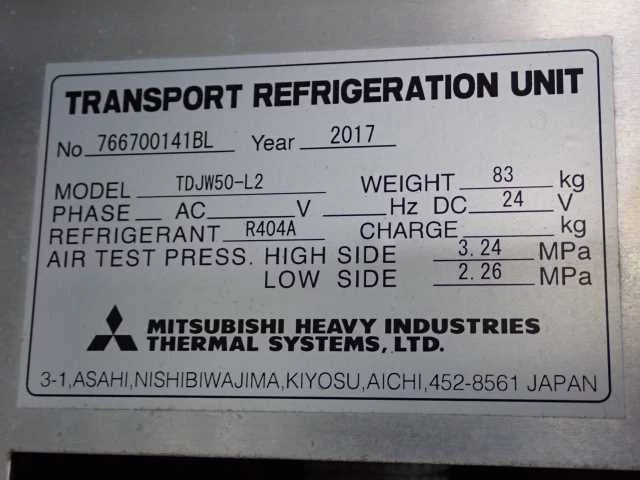 TRANSPORT REFRIGERATION UNIT
No 766700141BL Year 2017
MODEL TDJW50-L2 WEIGHT 83 kg
PHASE AC V Hz DC 24 V
REFRIGERANT R404A CHARGE kg
AIR TEST PRESS. HIGH SIDE 3.24 MPa
LOW SIDE 2.26 MPa
MITSUBISHI HEAVY INDUSTRIES
THERMAL SYSTEMS, LTD.
3-1,ASAHI,NISHIBIWAJIMA,KIYOSU,AICHI,452-8561 JAPAN